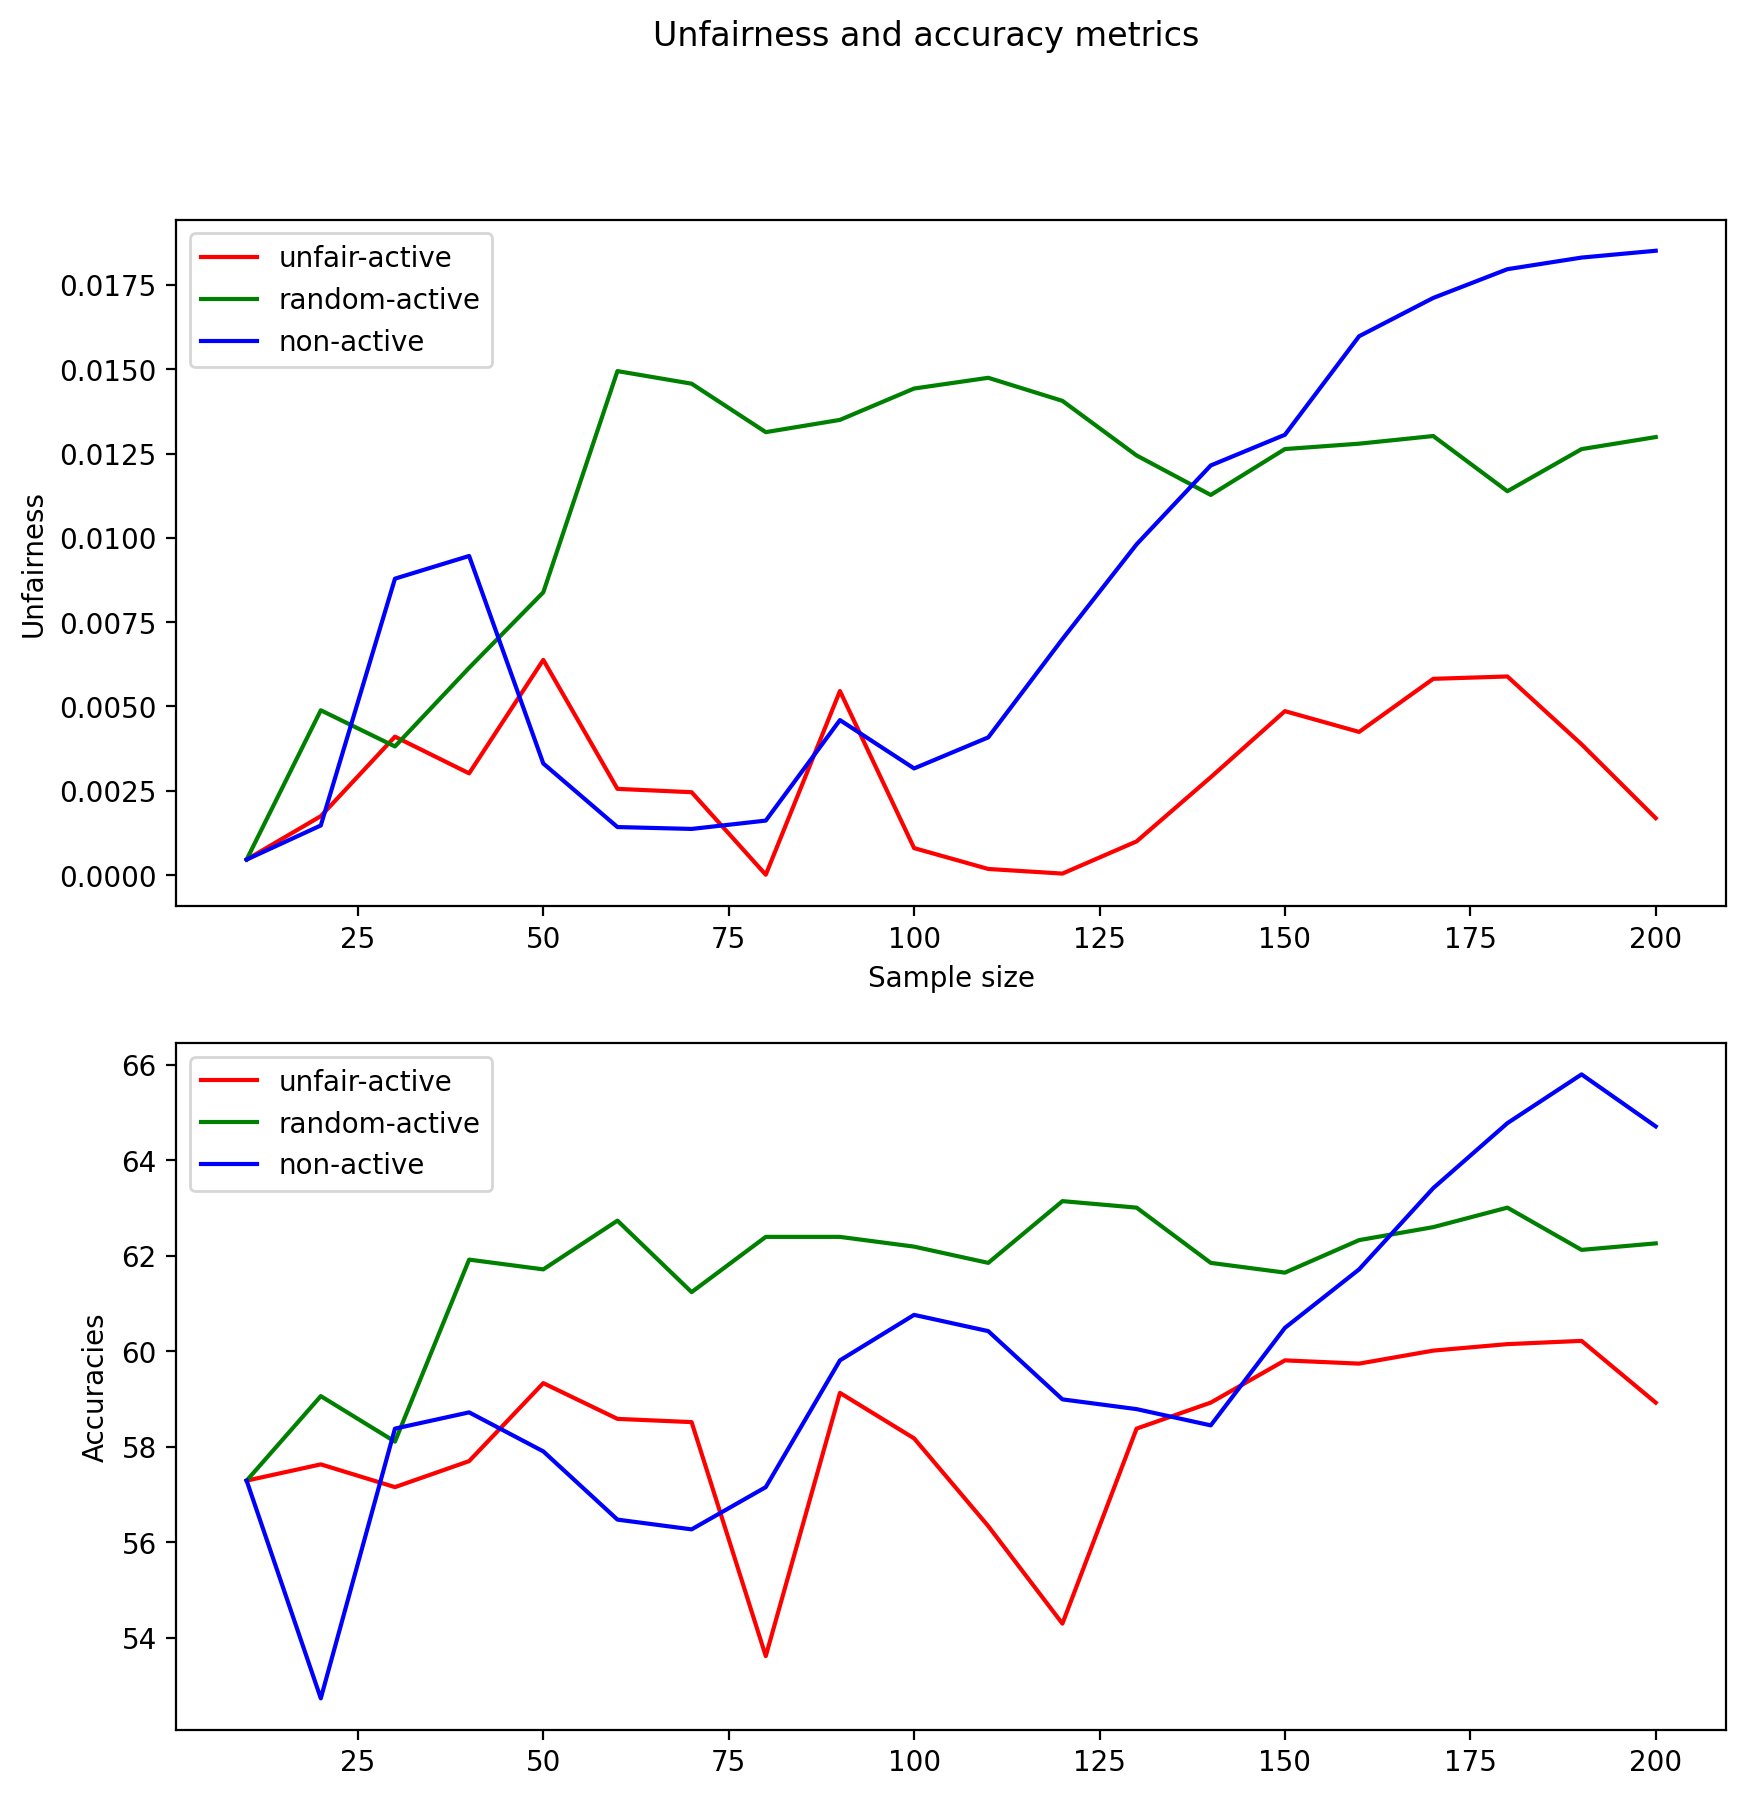 Unfairness and accuracy metrics
unfair-active
random-active
non-active
0.0175
0.0150
0.0125
0.0100
0.0075
0.0050
0.0025
0.0000
Unfairness
25 50 75 100 125 150 175 200
Sample size
unfair-active
random-active
non-active
66
64
62
60
58
56
54
Accuracies
25 50 75 100 125 150 175 200